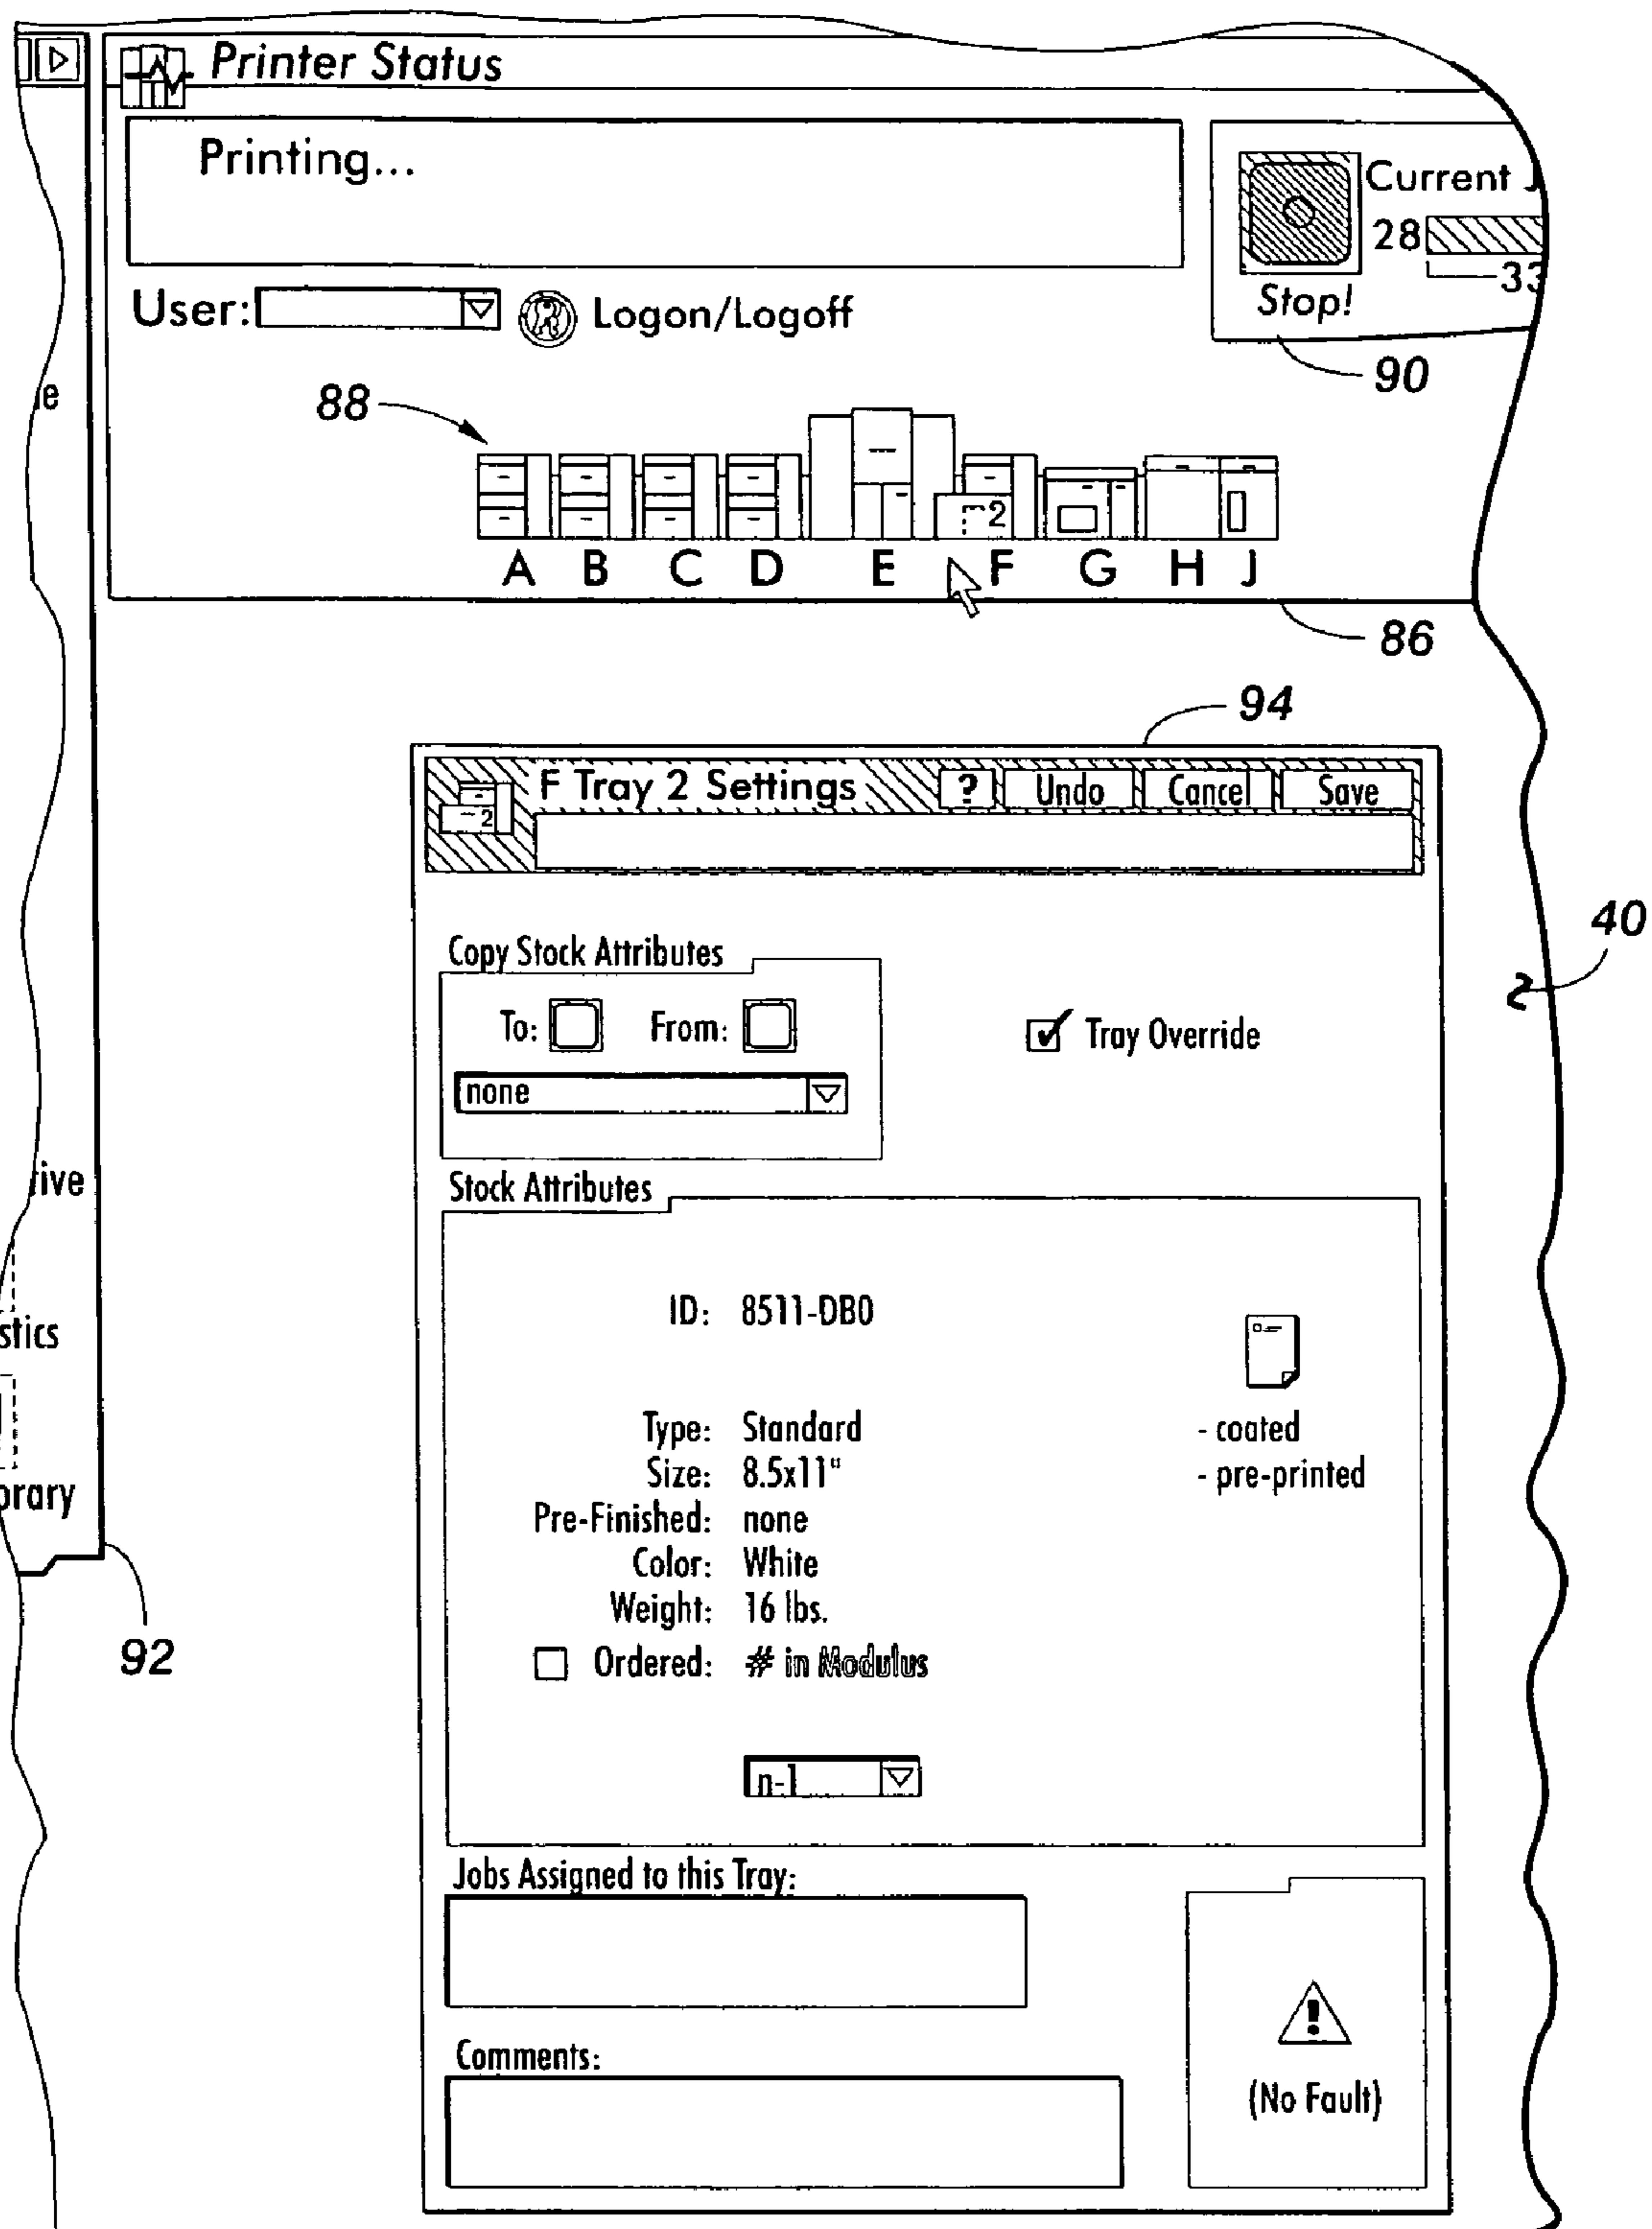 Printer Status
Printing...
Current J
28
33
Stop!
User:
Logon/Logoff
90
88
2
A B C D E F G H J
86
94
F Tray 2 Settings ? Undo Cancel Save
2
40
Copy Stock Attributes
To: From:
Tray Override
none
ive
Stock Attributes
ID: 8511-DB0
stics
Type: Standard
- coated
Size: 8.5x11"
- pre-printed
brary
Pre-Finished: none
Color: White
Weight: 16 lbs.
92
Ordered: # in Modulus
n-1
Jobs Assigned to this Tray:
!
Comments:
(No Fault)